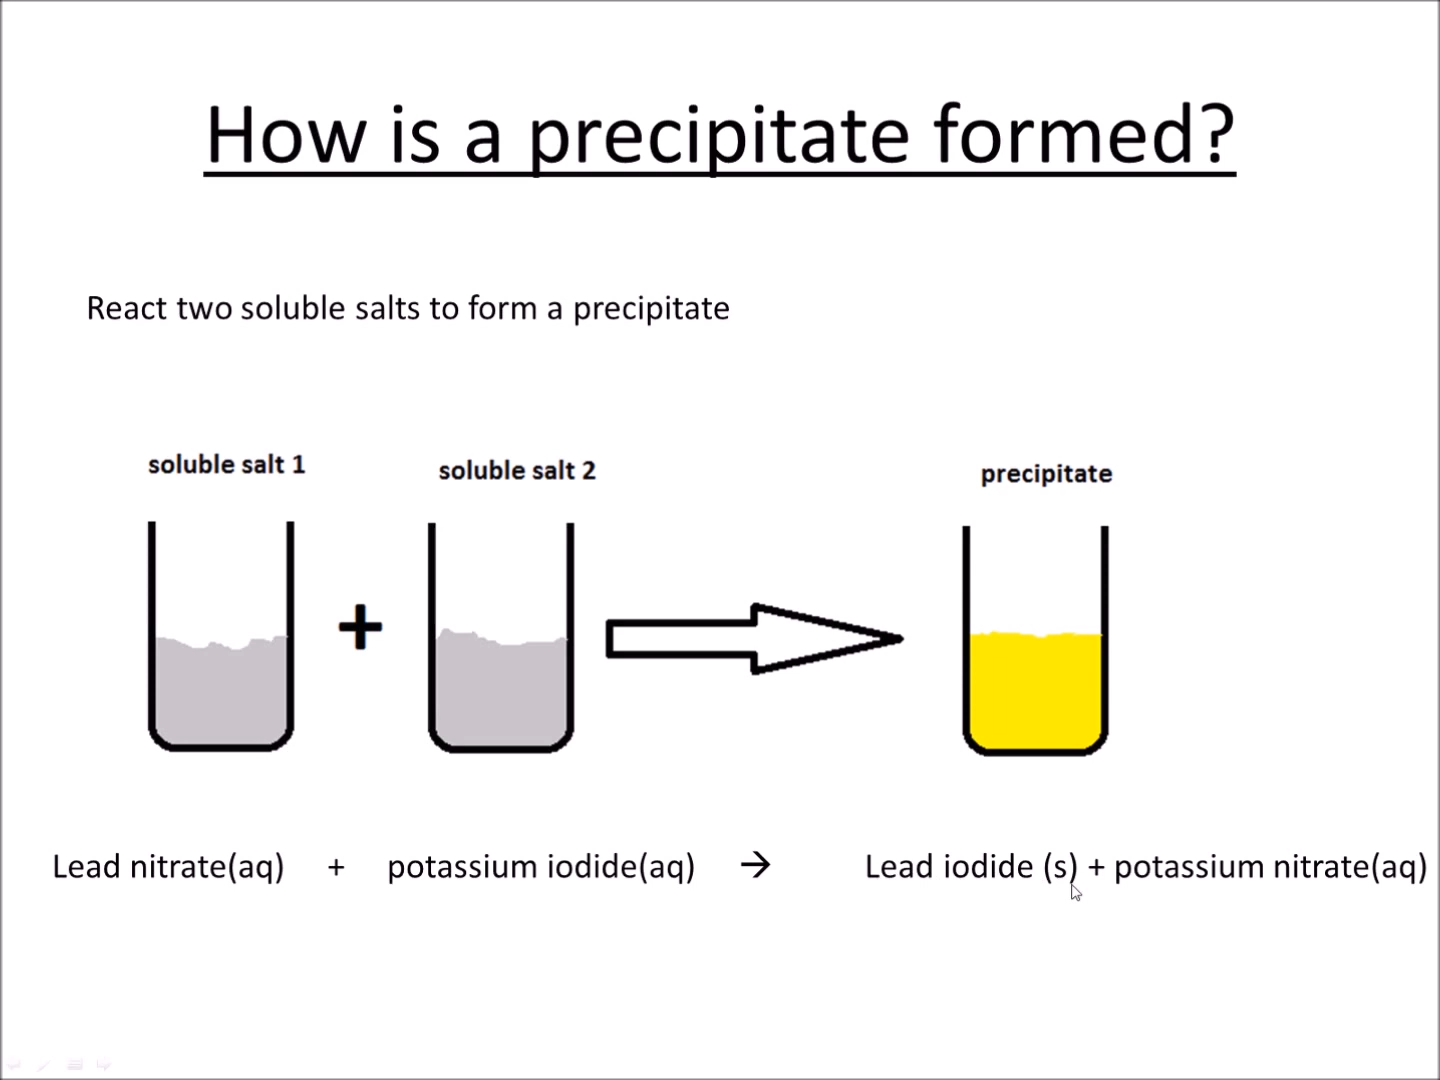 How is a precipitate formed?
React two soluble salts to form a precipitate
soluble salt 1
soluble salt 2
precipitate
+
Lead nitrate(aq) + potassium iodide(aq) → Lead iodide (s) + potassium nitrate(aq)